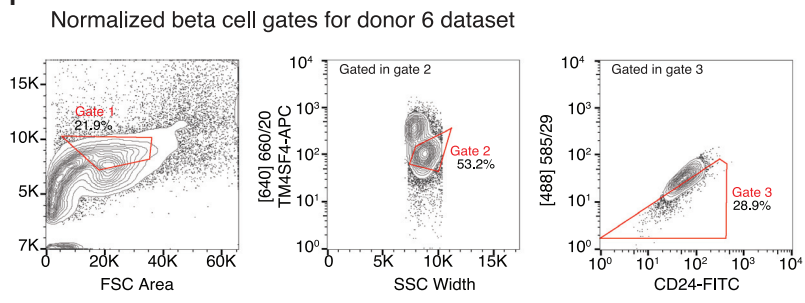 Normalized beta cell gates for donor 6 dataset
15K
10K
5K
7K
0
20K
40K
60K
FSC Area
Gate 1
21.9%
[640] 660/20
TM4SF4-APC
10⁴
10³
10²
10¹
10⁰
0
5K
10K
15K
SSC Width
Gated in gate 2
Gate 2
53.2%
[488] 585/29
10⁴
10³
10²
10¹
10⁰
10⁰
10¹
10²
10³
10⁴
CD24-FITC
Gated in gate 3
Gate 3
28.9%